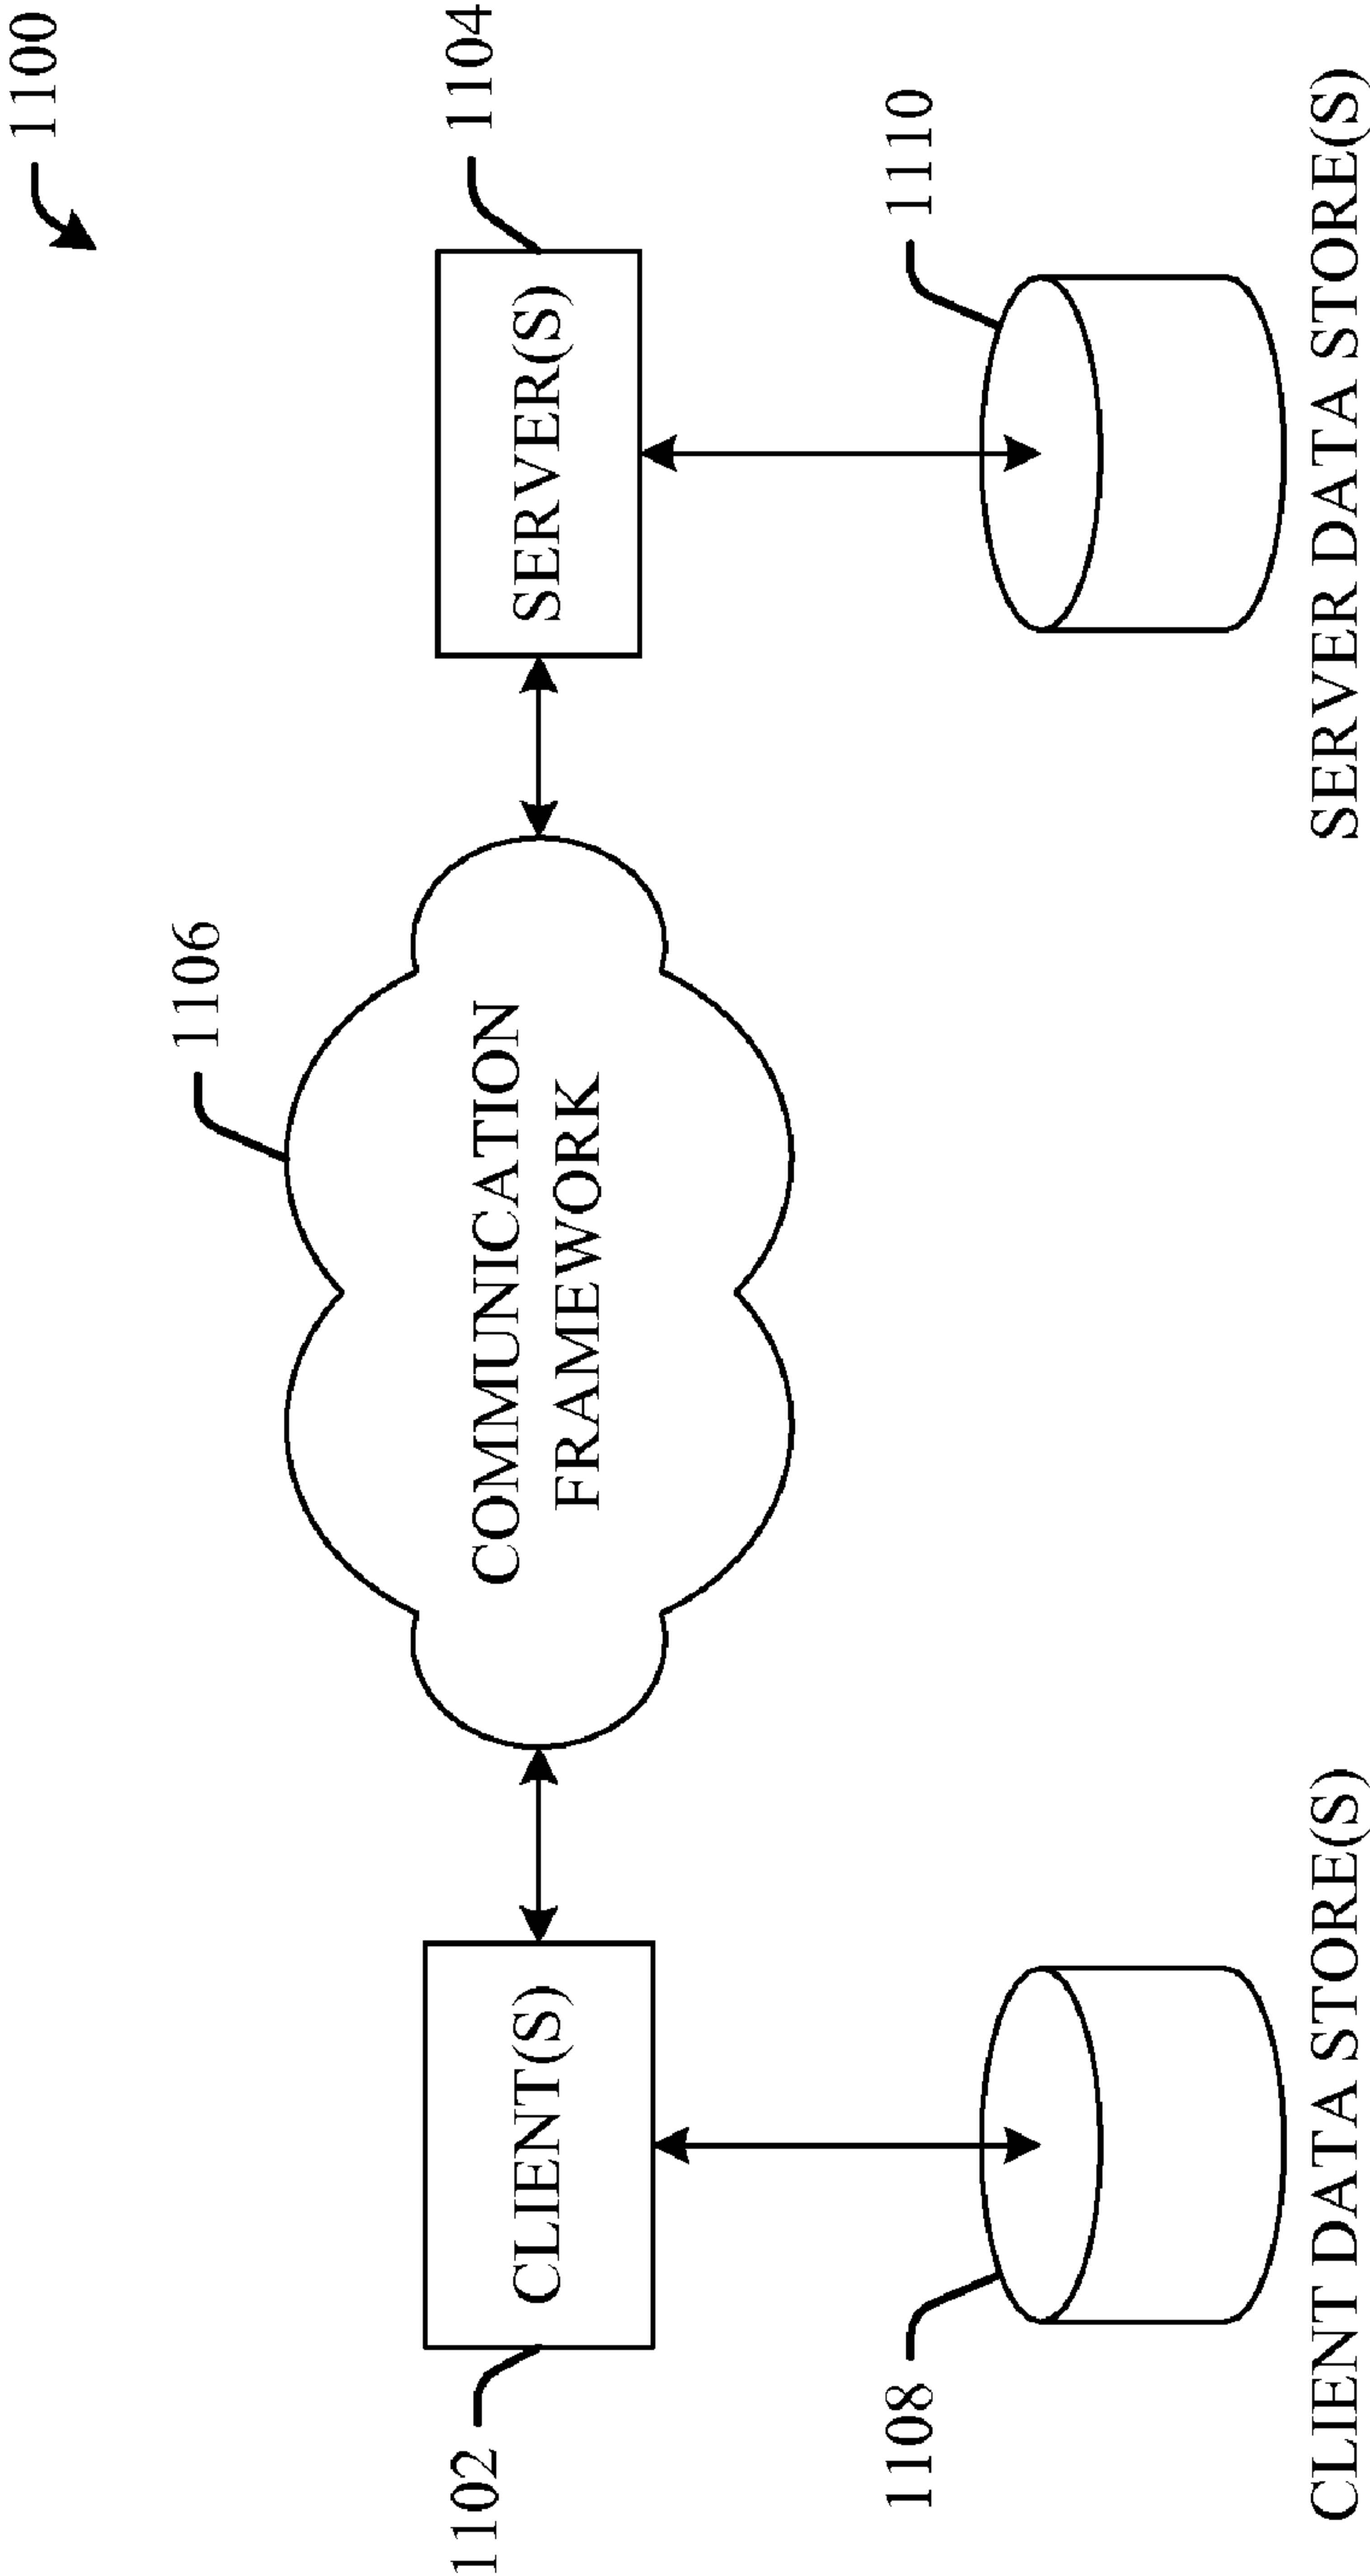 1100
1106
1102
CLIENT(S)
COMMUNICATION
FRAMEWORK
SERVER(S)
1104
1108
1110
CLIENT DATA STORE(S)
SERVER DATA STORE(S)